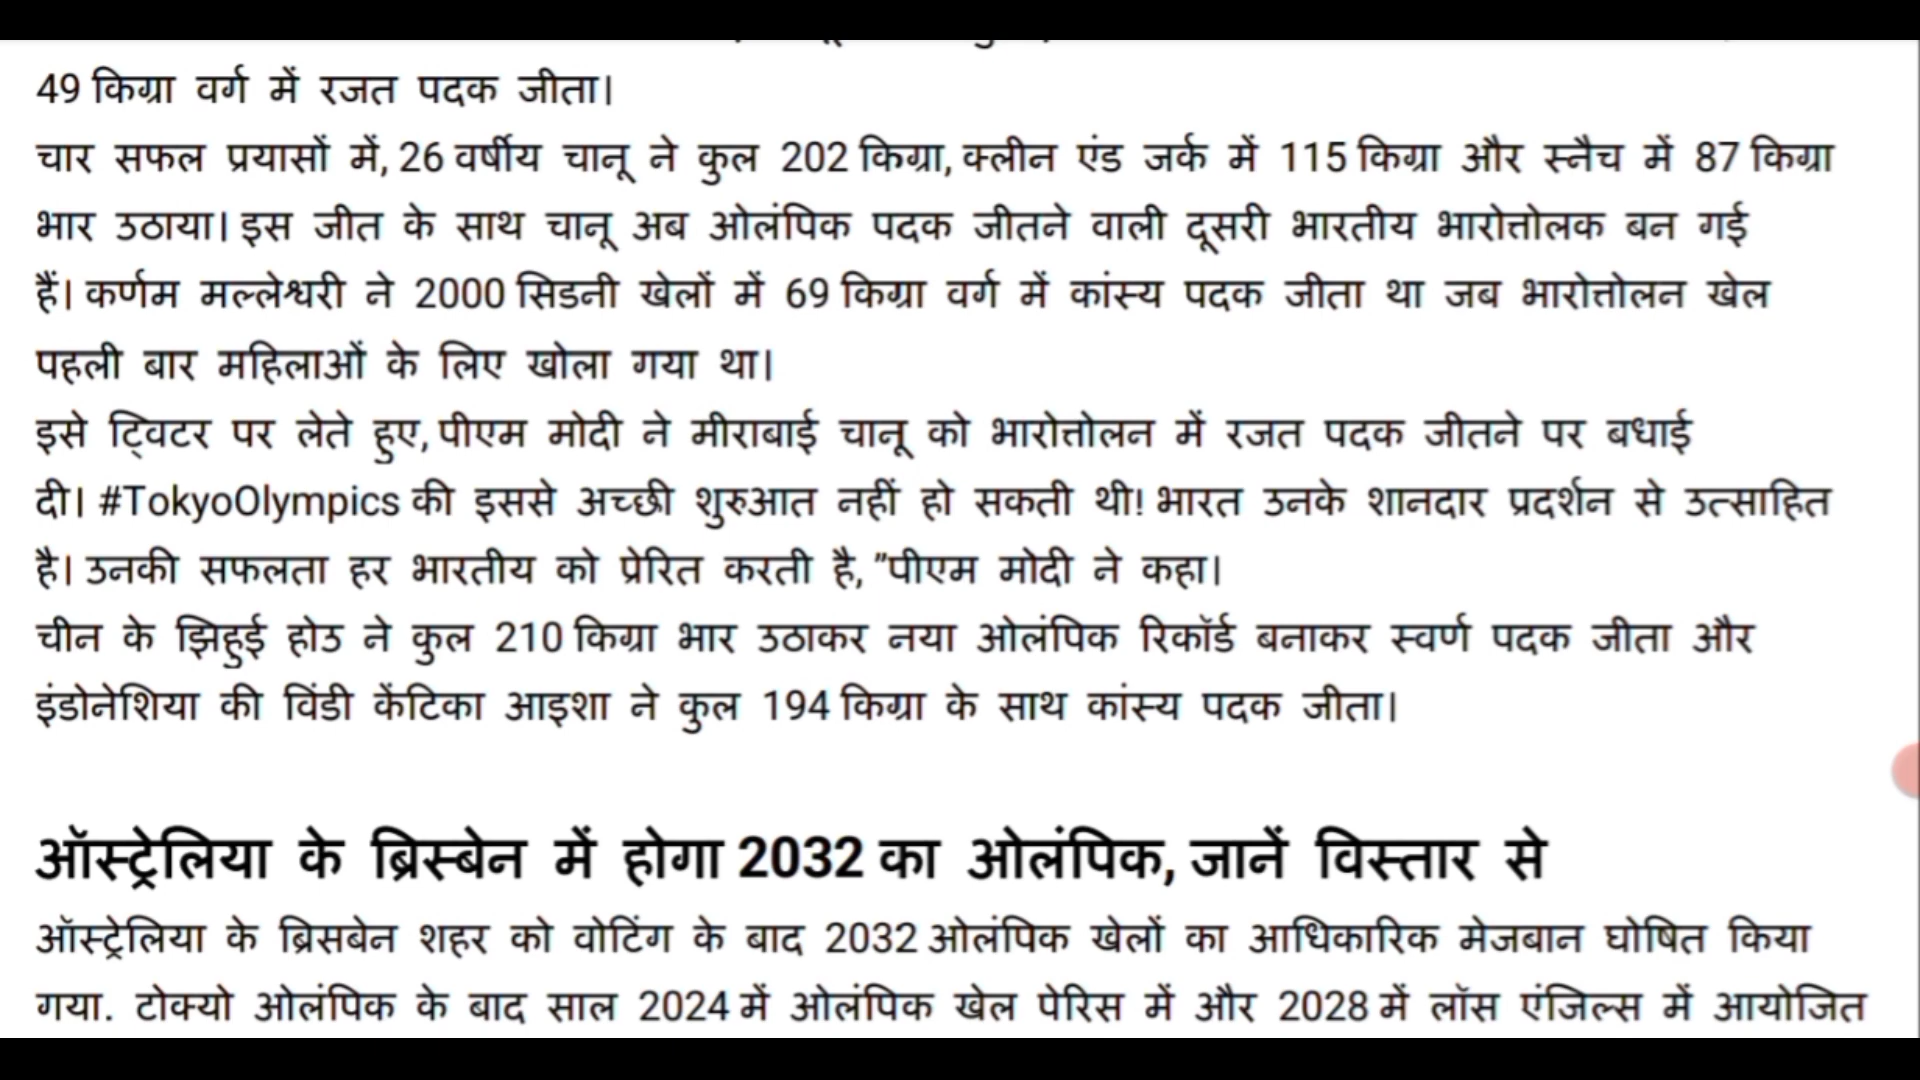 49 किग्रा वर्ग में रजत पदक जीता।
चार सफल प्रयासों में, 26 वर्षीय चानू ने कुल 202 किग्रा, क्लीन एंड जर्क में 115 किग्रा और स्नैच में 87 किग्रा
भार उठाया। इस जीत के साथ चानू अब ओलंपिक पदक जीतने वाली दूसरी भारतीय भारोत्तोलक बन गई
हैं। कर्णम मल्लेश्वरी ने 2000 सिडनी खेलों में 69 किग्रा वर्ग में कांस्य पदक जीता था जब भारोत्तोलन खेल
पहली बार महिलाओं के लिए खोला गया था।
इसे ट्विटर पर लेते हुए, पीएम मोदी ने मीराबाई चानू को भारोत्तोलन में रजत पदक जीतने पर बधाई
दी। #TokyoOlympics की इससे अच्छी शुरुआत नहीं हो सकती थी! भारत उनके शानदार प्रदर्शन से उत्साहित
है। उनकी सफलता हर भारतीय को प्रेरित करती है, ”पीएम मोदी ने कहा।
चीन के झिहुई होउ ने कुल 210 किग्रा भार उठाकर नया ओलंपिक रिकॉर्ड बनाकर स्वर्ण पदक जीता और
इंडोनेशिया की विंडी केंटिका आइशा ने कुल 194 किग्रा के साथ कांस्य पदक जीता।
ऑस्ट्रेलिया के ब्रिस्बेन में होगा 2032 का ओलंपिक, जानें विस्तार से
ऑस्ट्रेलिया के ब्रिसबेन शहर को वोटिंग के बाद 2032 ओलंपिक खेलों का आधिकारिक मेजबान घोषित किया
गया. टोक्यो ओलंपिक के बाद साल 2024 में ओलंपिक खेल पेरिस में और 2028 में लॉस एंजिल्स में आयोजित